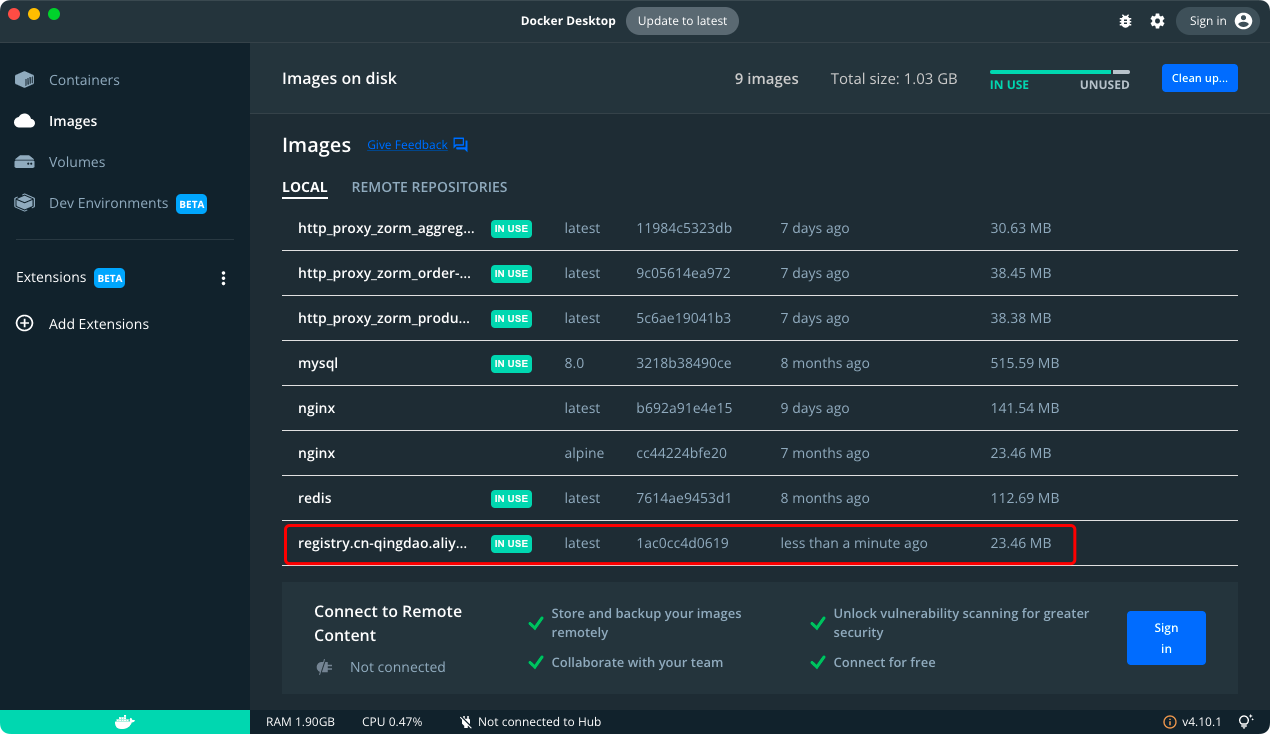 Docker Desktop
Update to latest
Sign in
Containers
Images
Volumes
Dev Environments BETA
Extensions BETA
Add Extensions
Images on disk
9 images
Total size: 1.03 GB
IN USE
UNUSED
Clean up...
Images
Give Feedback
LOCAL
REMOTE REPOSITORIES
http_proxy_zorm_aggreg... IN USE latest 11984c5323db 7 days ago 30.63 MB
http_proxy_zorm_order-... IN USE latest 9c05614ea972 7 days ago 38.45 MB
http_proxy_zorm_produ... IN USE latest 5c6ae19041b3 7 days ago 38.38 MB
mysql IN USE 8.0 3218b38490ce 8 months ago 515.59 MB
nginx latest b692a91e4e15 9 days ago 141.54 MB
nginx alpine cc44224bfe20 7 months ago 23.46 MB
redis IN USE latest 7614ae9453d1 8 months ago 112.69 MB
registry.cn-qingdao.aliy... IN USE latest 1ac0cc4d0619 less than a minute ago 23.46 MB
Connect to Remote
Content
Not connected
Store and backup your images
remotely
Collaborate with your team
Unlock vulnerability scanning for greater
security
Connect for free
Sign
in
RAM 1.90GB
CPU 0.47%
Not connected to Hub
v4.10.1